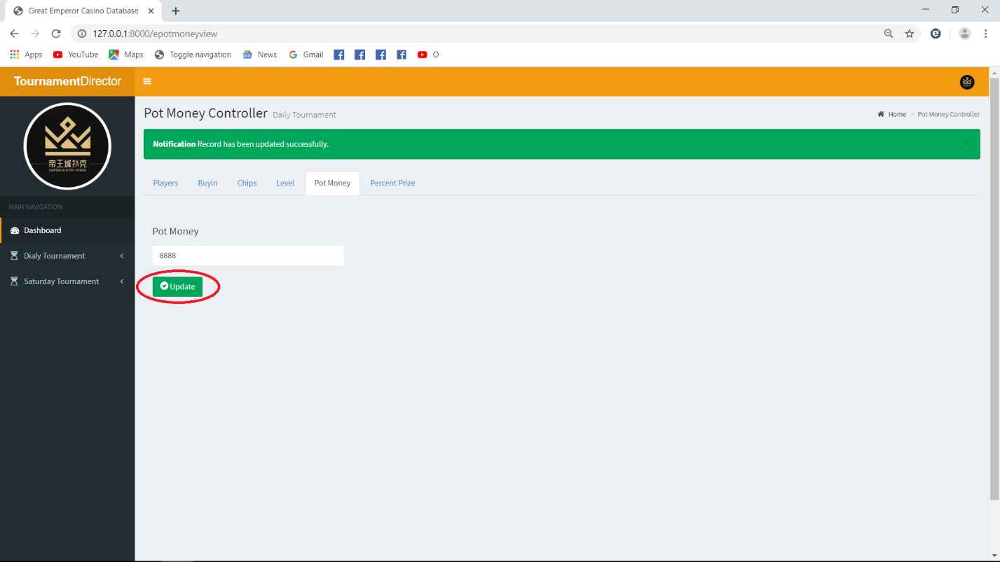 Great Emperor Casino Database
127.0.0.1:8000/epotmoneyview
Apps YouTube Maps Toggle navigation News Gmail O
TournamentDirector
Pot Money Controller Daily Tournament
Home > Pot Money Controller
帝王城扑克
EMPEROR CITY POKER
Notification Record has been updated successfully. ×
Players Buyin Chips Level Pot Money Percent Prize
MAIN NAVIGATION
Dashboard
Dialy Tournament
Saturday Tournament
Pot Money
8888
Update